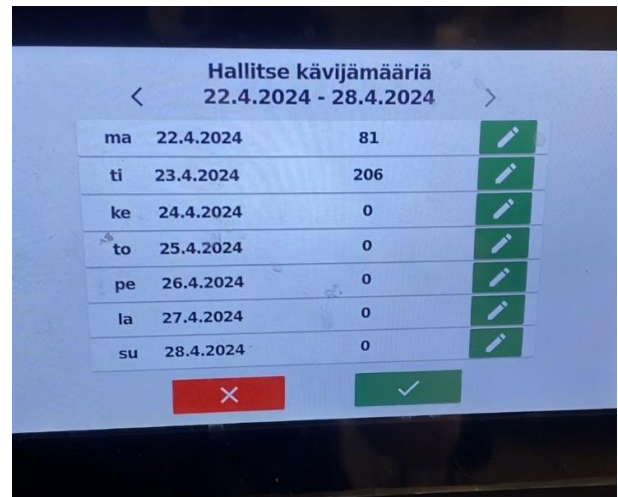 Hallitse kävijämääriä
22.4.2024 - 28.4.2024
ma 22.4.2024 81
ti 23.4.2024 206
ke 24.4.2024 0
to 25.4.2024 0
pe 26.4.2024 0
la 27.4.2024 0
su 28.4.2024 0